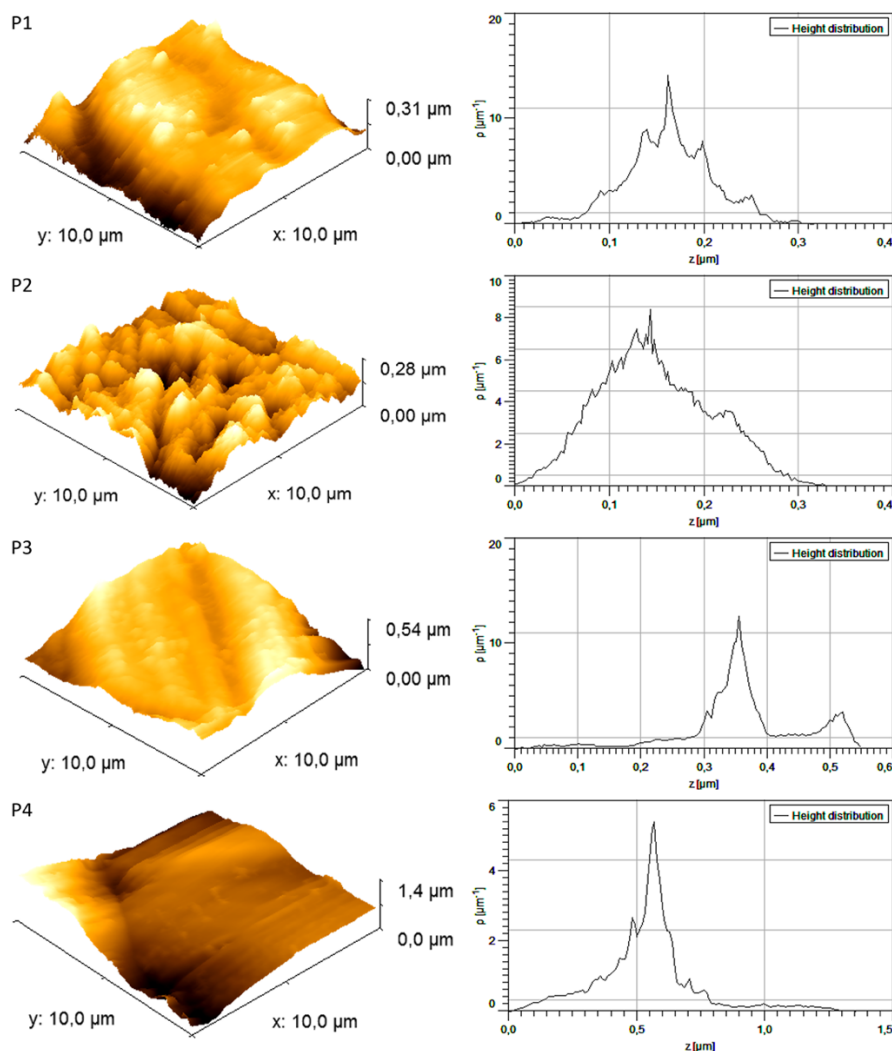 P1
0,31 µm
0,00 µm
y: 10,0 µm
x: 10,0 µm
20
10
0
ρ [µm⁻¹]
Height distribution
0,0 0,1 0,2 0,3 0,4
z [µm]
P2
0,28 µm
0,00 µm
y: 10,0 µm
x: 10,0 µm
10
8
6
4
2
0
ρ [µm⁻¹]
Height distribution
0,0 0,1 0,2 0,3 0,4
z [µm]
P3
0,54 µm
0,00 µm
y: 10,0 µm
x: 10,0 µm
20
10
0
ρ [µm⁻¹]
Height distribution
0,0 0,1 0,2 0,3 0,4 0,5 0,6
z [µm]
P4
1,4 µm
0,0 µm
y: 10,0 µm
x: 10,0 µm
6
4
2
0
ρ [µm⁻¹]
Height distribution
0,0 0,5 1,0 1,5
z [µm]